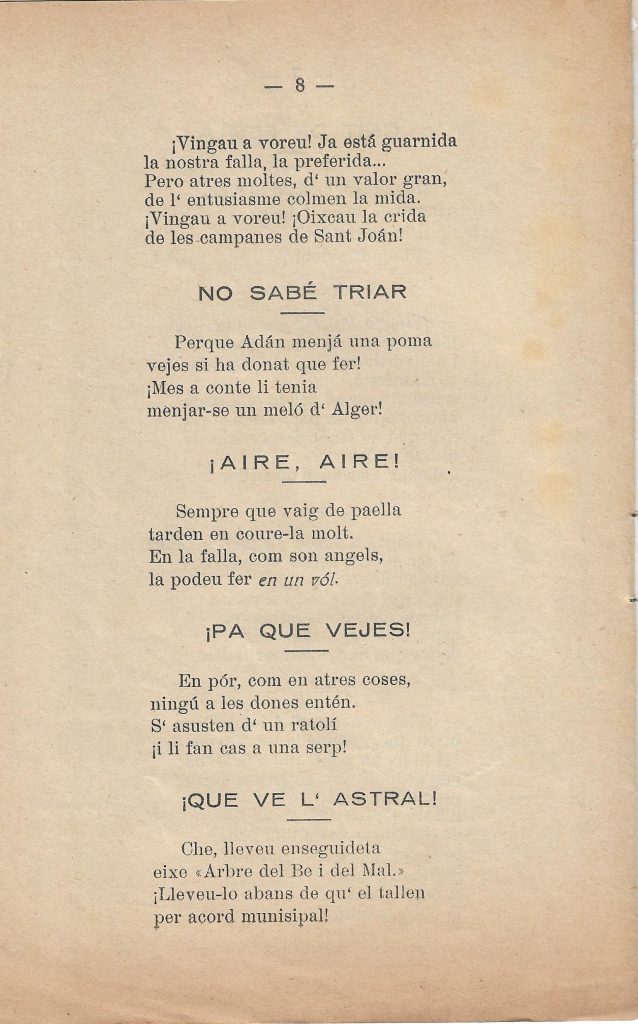 — 8 —
¡Vingau a voreu! Ja está guarnida
la nostra falla, la preferida...
Pero atres moltes, d‘ un valor gran,
de l‘ entusiasme colmen la mida.
¡Vingau a voreu! ¡Oixcau la crida
de les campanes de Sant Joán!
NO SABÉ TRIAR
Perque Adán menjá una poma
vejes si ha donat que fer!
¡Mes a conte li tenia
menjar-se un meló d‘ Alger!
¡AIRE, AIRE!
Sempre que vaig de paella
tarden en coure-la molt.
En la falla, com son angels,
la podeu fer en un vól.
¡PA QUE VEJES!
En pór, com en atres coses,
ningú a les dones entén.
S‘ asusten d‘ un ratolí
¡i li fan cas a una serp!
¡QUE VE L‘ ASTRAL!
Che, lleveu enseguideta
eixe «Arbre del Be i del Mal.»
¡Lleveu-lo abans de qu‘ el tallen
per acord munisipal!